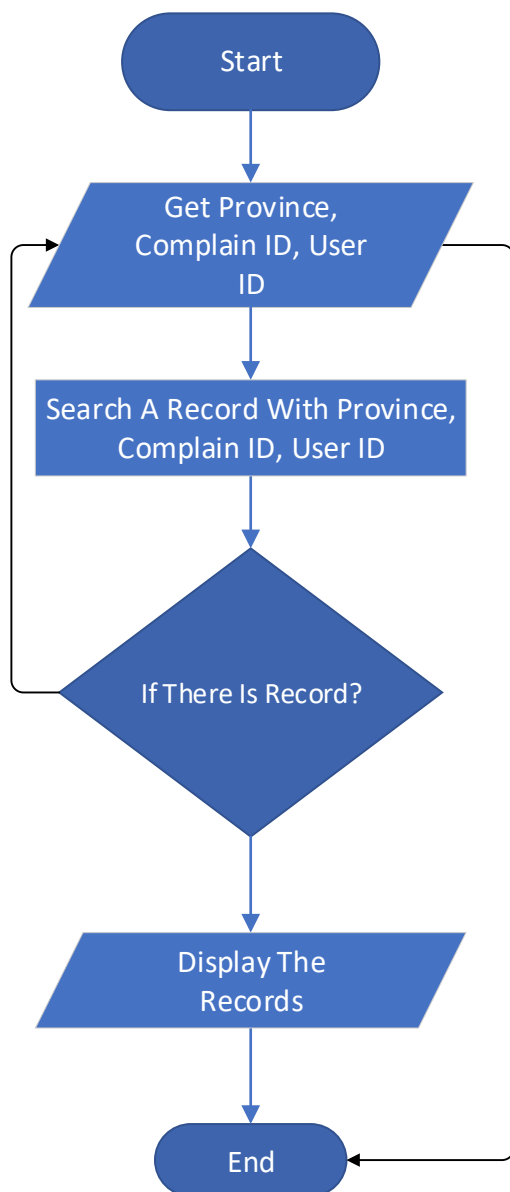 Start
Get Province,
Complain ID, User
ID
Search A Record With Province,
Complain ID, User ID
If There Is Record?
Display The
Records
End